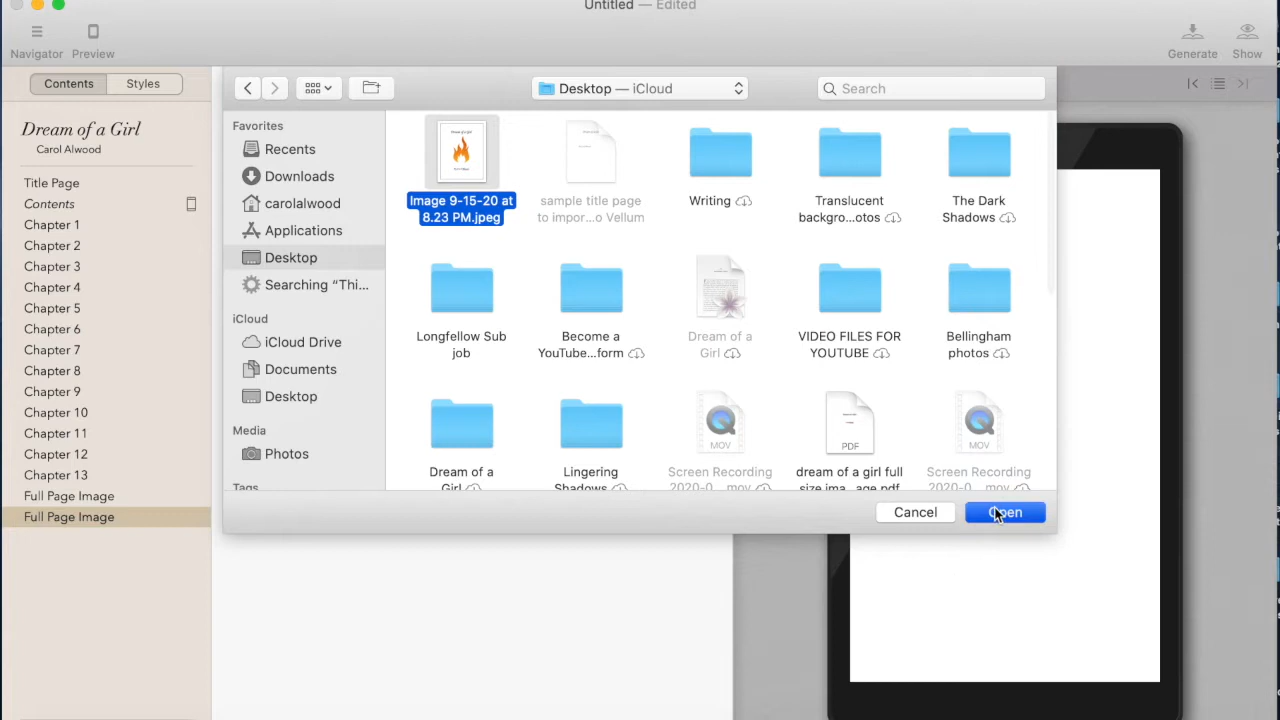 Untitled — Edited
Navigator
Preview
Generate
Show
Contents
Styles
Dream of a Girl
Carol Alwood
Title Page
Contents
Chapter 1
Chapter 2
Chapter 3
Chapter 4
Chapter 5
Chapter 6
Chapter 7
Chapter 8
Chapter 9
Chapter 10
Chapter 11
Chapter 12
Chapter 13
Full Page Image
Full Page Image
Desktop — iCloud
Search
Favorites
Recents
Downloads
carolalwood
Applications
Desktop
Searching “Thi...
iCloud
iCloud Drive
Documents
Desktop
Media
Photos
Tags
Image 9-15-20 at
8.23 PM.jpeg
sample title page
to impor...o Vellum
Writing
Translucent
backgro...otos
The Dark
Shadows
Longfellow Sub
job
Become a
YouTube...form
Dream of a
Girl
VIDEO FILES FOR
YOUTUBE
Bellingham
photos
Dream of a
Girl
Lingering
Shadows
MOV
Screen Recording
2020-0....mov
PDF
dream of a girl full
size ima...age.pdf
MOV
Screen Recording
2020-0....mov
Cancel
Open